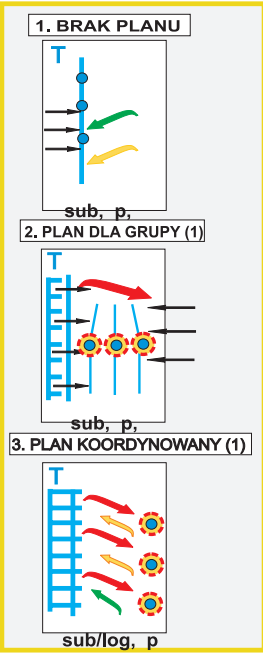 1. BRAK PLANU
T
sub, p,
2. PLAN DLA GRUPY (1)
T
sub, p,
3. PLAN KOORDYNOWANY (1)
T
sub/log, p